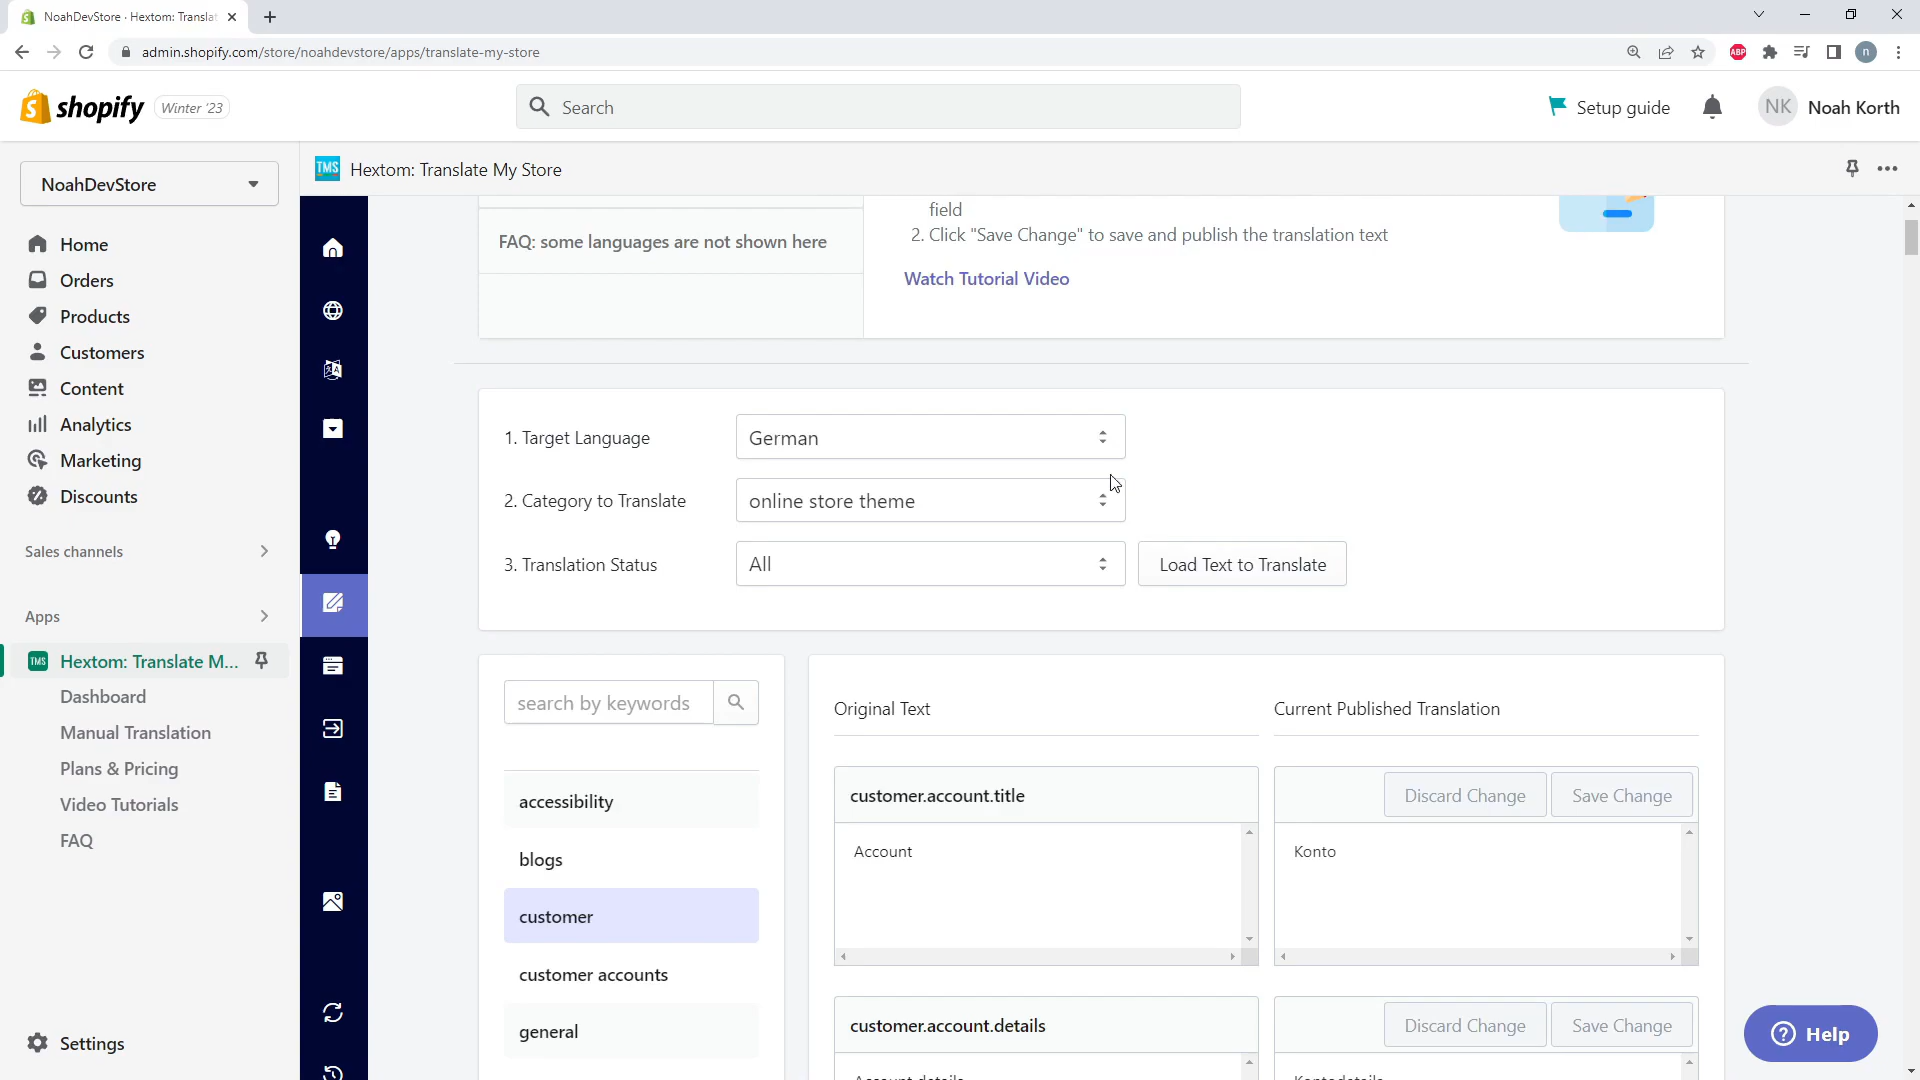 NoahDevStore · Hextom: Transla
admin.shopify.com/store/noahdevstore/apps/translate-my-store
ABP
n
shopify
Winter '23
Search
Setup guide
NK
Noah Korth
NoahDevStore
TMS
Hextom: Translate My Store
Home
Orders
Products
Customers
Content
Analytics
Marketing
Discounts
Sales channels
Apps
TMS
Hextom: Translate M...
Dashboard
Manual Translation
Plans & Pricing
Video Tutorials
FAQ
Settings
FAQ: some languages are not shown here
field
2. Click "Save Change" to save and publish the translation text
Watch Tutorial Video
1. Target Language
German
2. Category to Translate
online store theme
3. Translation Status
All
Load Text to Translate
search by keywords
accessibility
blogs
customer
customer accounts
general
Original Text
Current Published Translation
customer.account.title
Discard Change
Save Change
Account
Konto
customer.account.details
Discard Change
Save Change
Account details
Kontodetails
Help